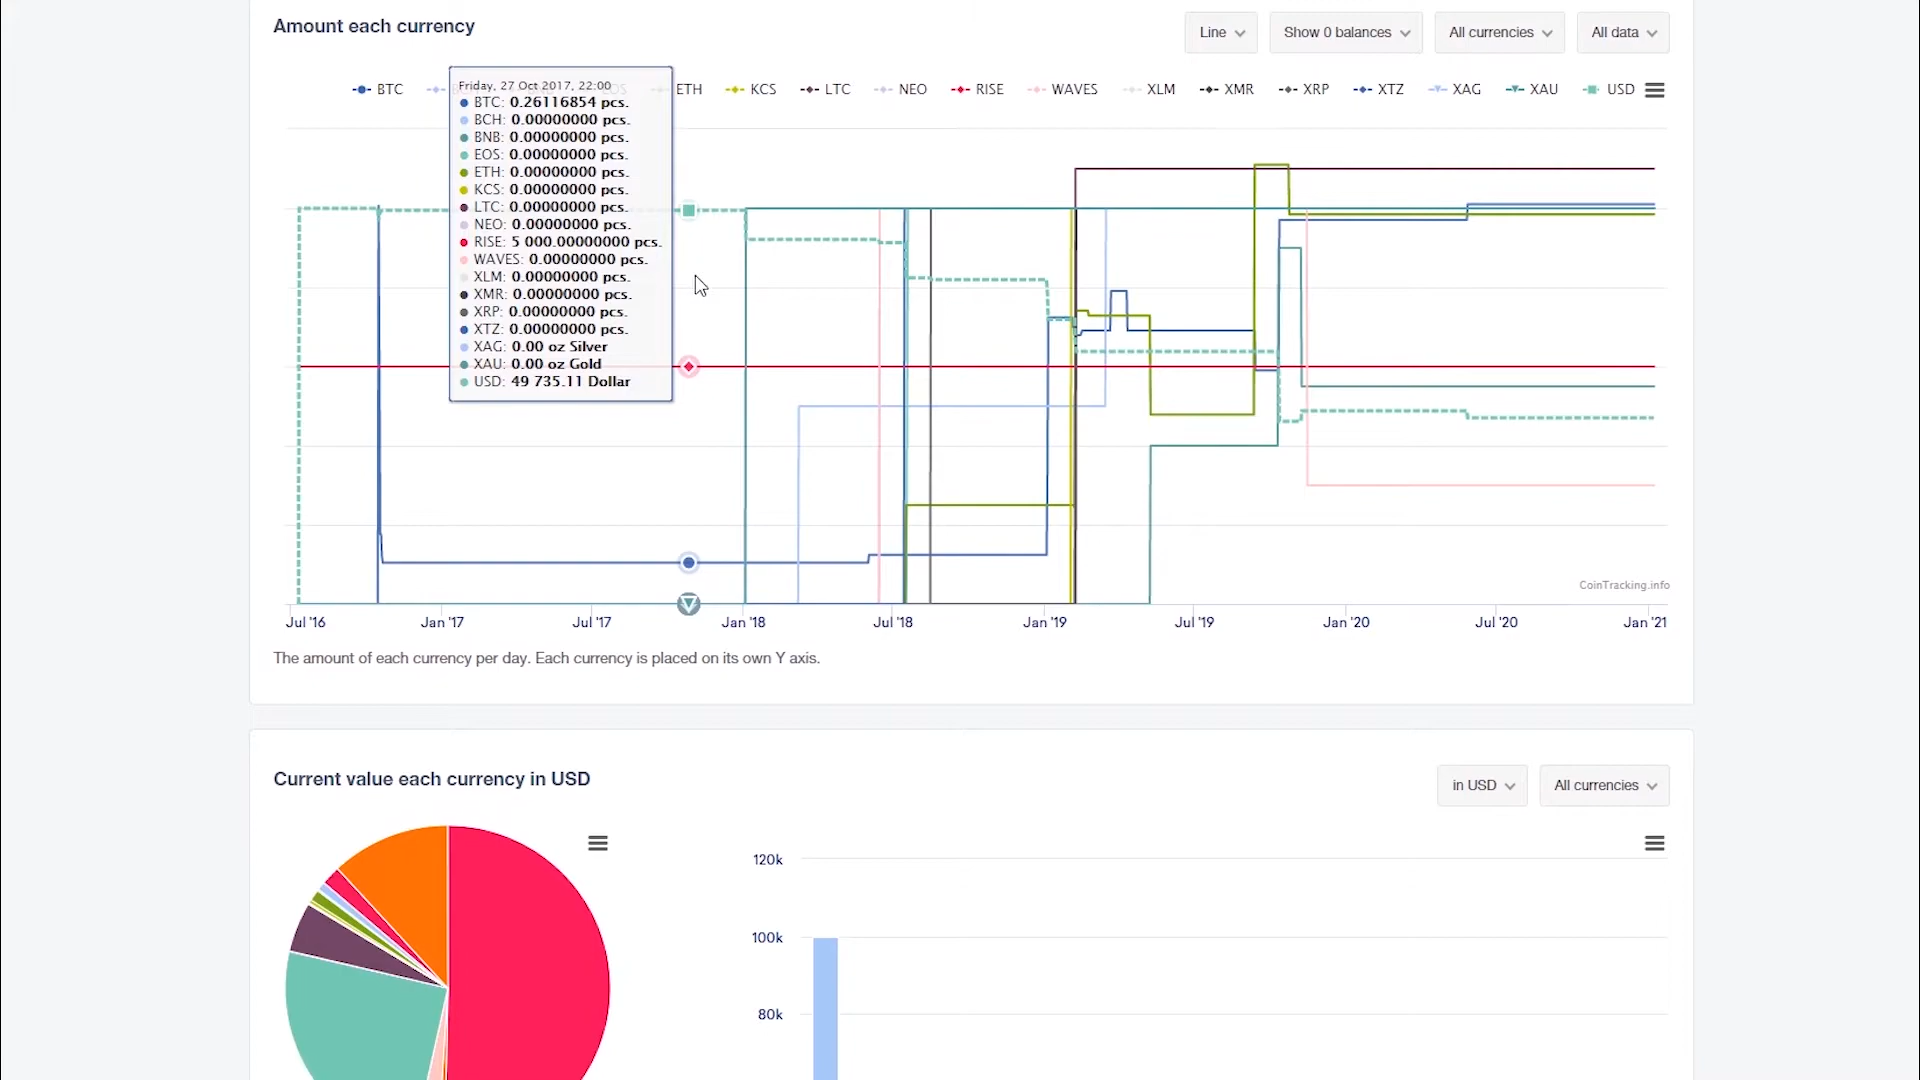 Amount each currency
Line
Show 0 balances
All currencies
All data
BTC
EOS
ETH
KCS
LTC
NEO
RISE
WAVES
XLM
XMR
XRP
XTZ
XAG
XAU
USD
Friday, 27 Oct 2017, 22:00
BTC: 0.26116854 pcs.
BCH: 0.00000000 pcs.
BNB: 0.00000000 pcs.
EOS: 0.00000000 pcs.
ETH: 0.00000000 pcs.
KCS: 0.00000000 pcs.
LTC: 0.00000000 pcs.
NEO: 0.00000000 pcs.
RISE: 5 000.00000000 pcs.
WAVES: 0.00000000 pcs.
XLM: 0.00000000 pcs.
XMR: 0.00000000 pcs.
XRP: 0.00000000 pcs.
XTZ: 0.00000000 pcs.
XAG: 0.00 oz Silver
XAU: 0.00 oz Gold
USD: 49 735.11 Dollar
CoinTracking.info
Jul '16
Jan '17
Jul '17
Jan '18
Jul '18
Jan '19
Jul '19
Jan '20
Jul '20
Jan '21
The amount of each currency per day. Each currency is placed on its own Y axis.
Current value each currency in USD
in USD
All currencies
120k
100k
80k